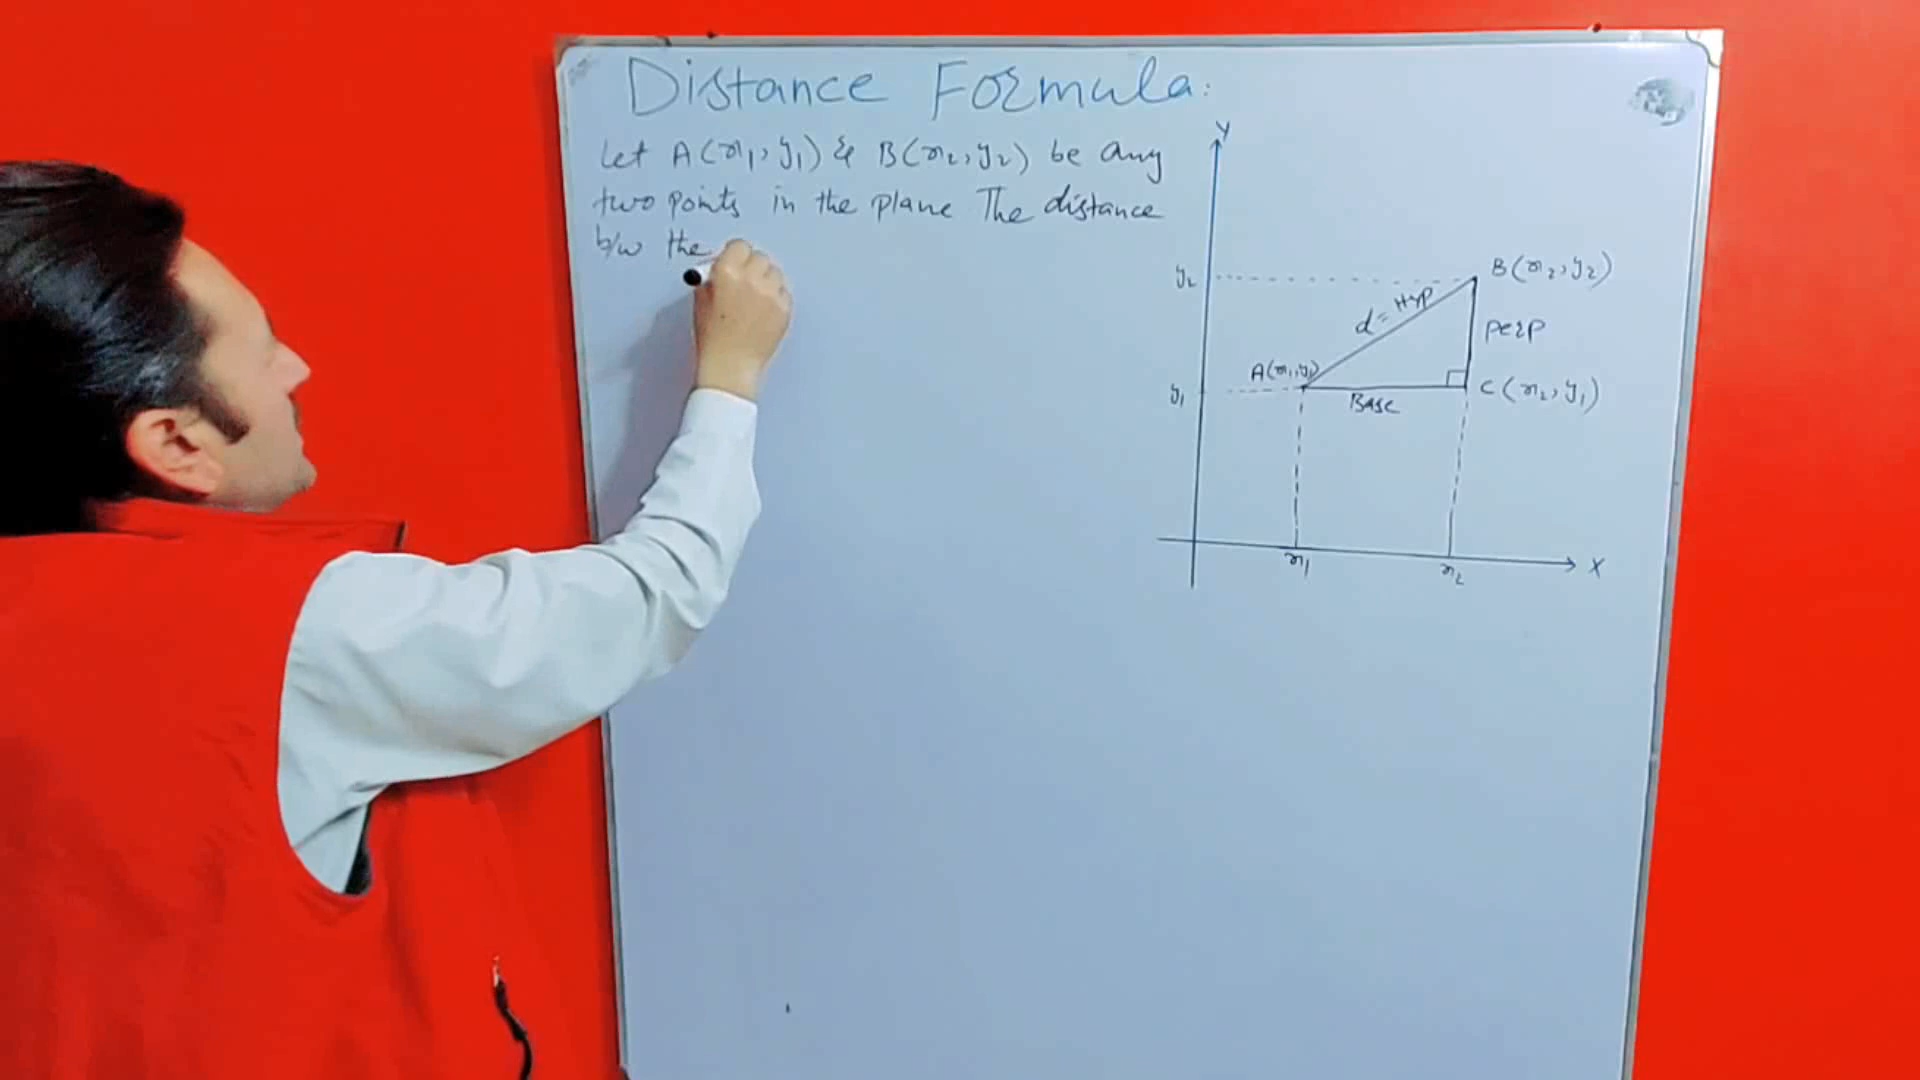 Distance Formula:
Let A(x₁, y₁) & B(x₂, y₂) be any
two points in the plane The distance
b/w the
Y
y₂
B(x₂, y₂)
d = Hyp
perp
A(x₁, y₁)
y₁
C(x₂, y₁)
Base
x₁
x₂
X